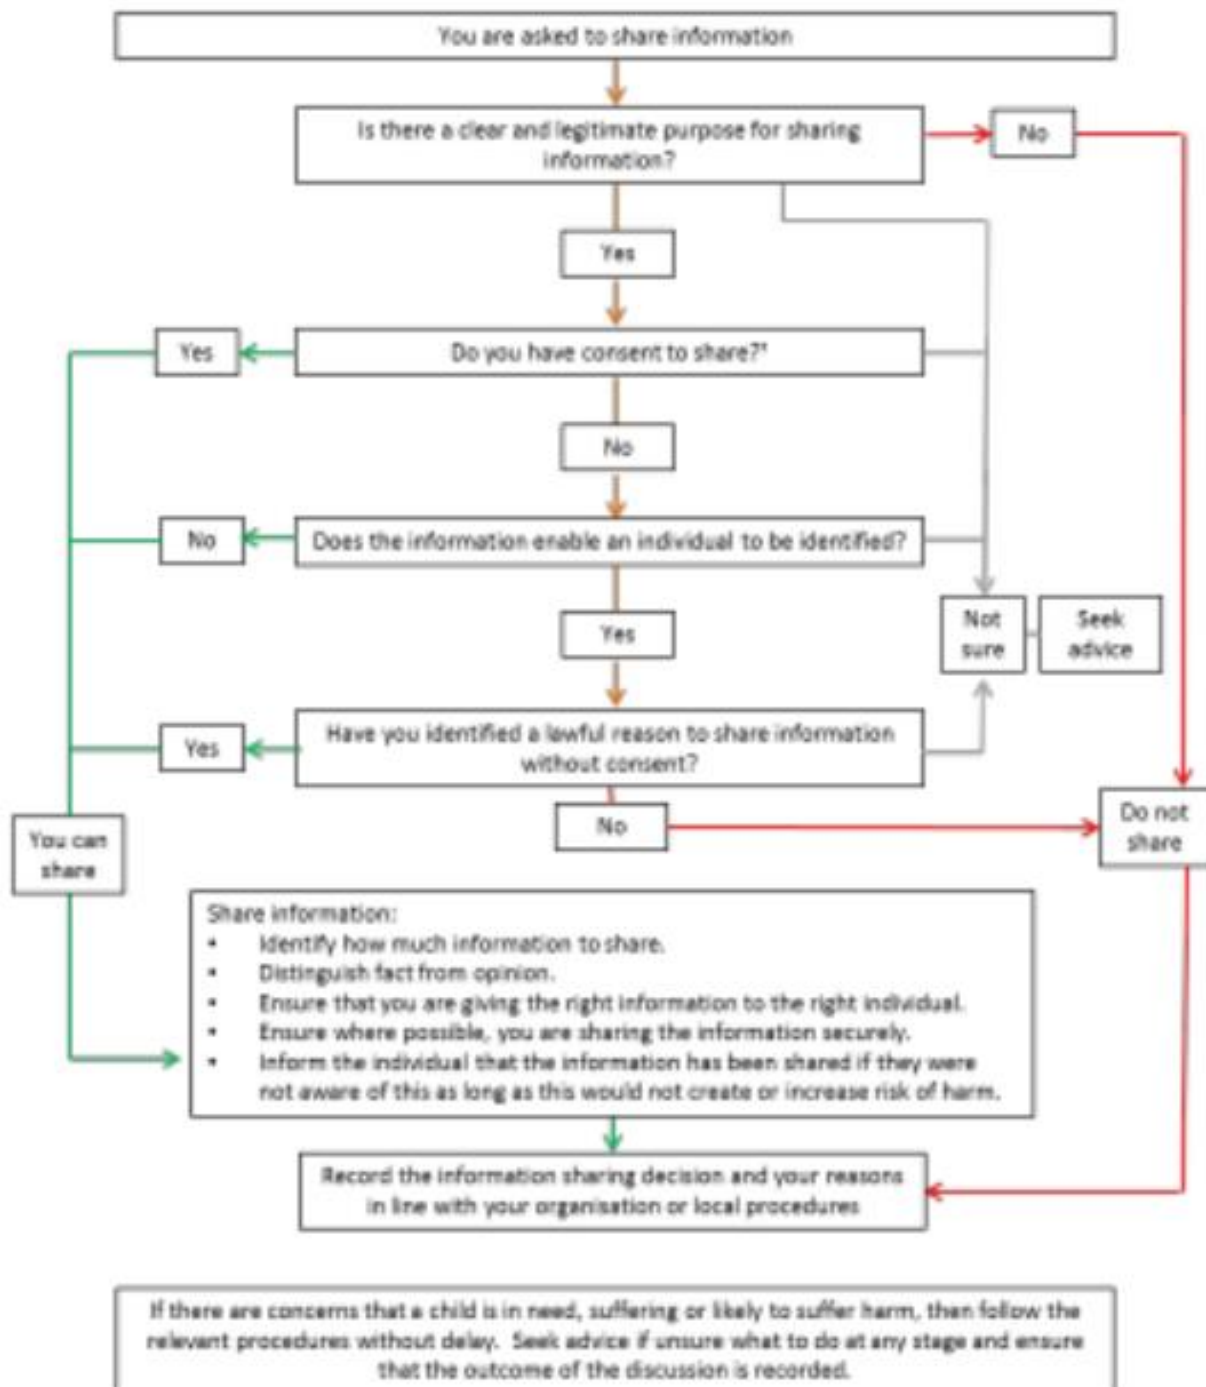 You are asked to share information
Is there a clear and legitimate purpose for sharing
information?
No
Yes
Yes
Do you have consent to share?*
No
No
Does the information enable an individual to be identified?
Not
sure
Seek
advice
Yes
Yes
Have you identified a lawful reason to share information
without consent?
No
Do not
share
You can
share
Share information:
• Identify how much information to share.
• Distinguish fact from opinion.
• Ensure that you are giving the right information to the right individual.
• Ensure where possible, you are sharing the information securely.
• Inform the individual that the information has been shared if they were
not aware of this as long as this would not create or increase risk of harm.
Record the information sharing decision and your reasons
in line with your organisation or local procedures
If there are concerns that a child is in need, suffering or likely to suffer harm, then follow the
relevant procedures without delay. Seek advice if unsure what to do at any stage and ensure
that the outcome of the discussion is recorded.